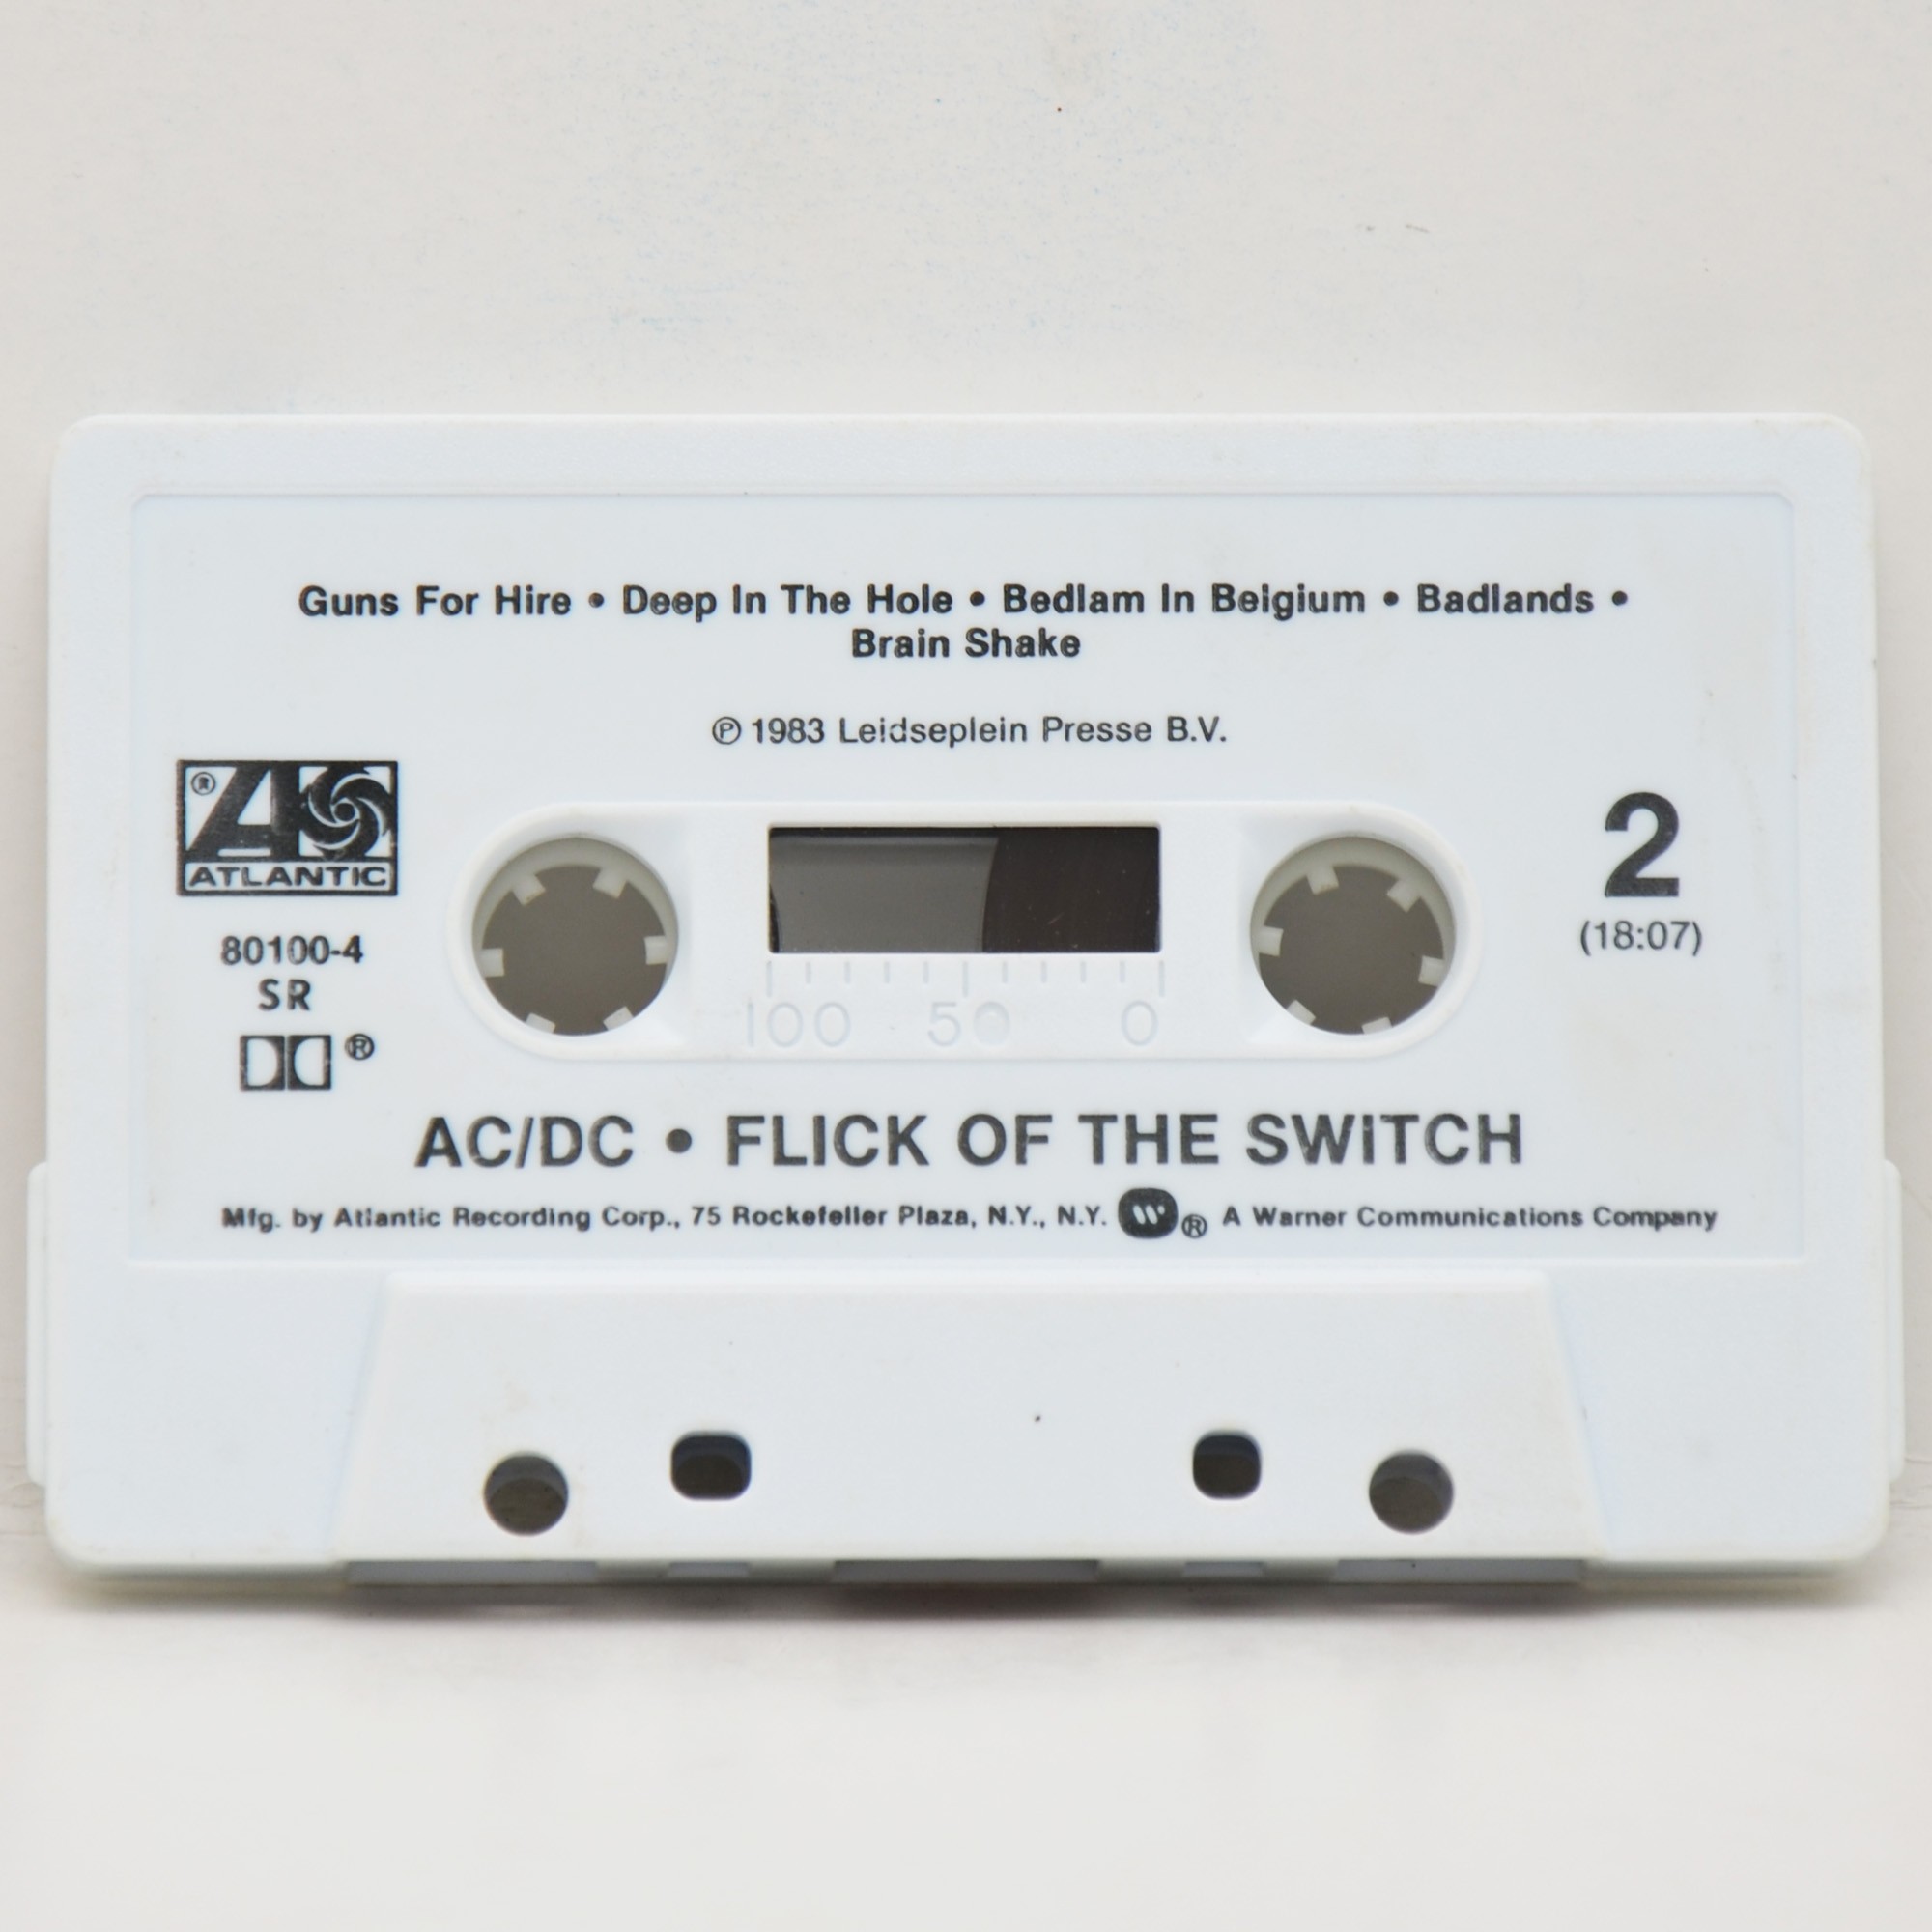 Guns For Hire • Deep In The Hole • Bedlam In Belgium • Badlands •
Brain Shake
℗ 1983 Leidseplein Presse B.V.
®
ATLANTIC
80100-4
SR
®
2
(18:07)
100 50 0
AC/DC • FLICK OF THE SWITCH
Mfg. by Atlantic Recording Corp., 75 Rockefeller Plaza, N.Y., N.Y. ® A Warner Communications Company